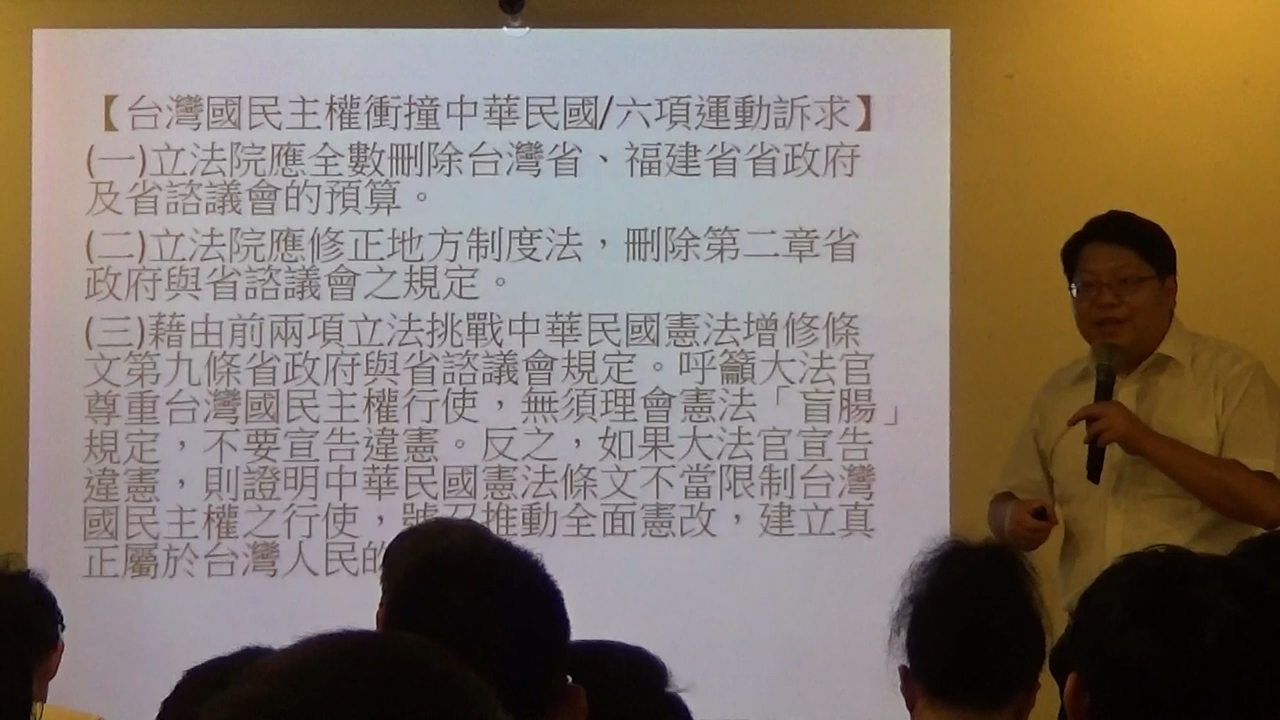 【台灣國民主權衝撞中華民國/六項運動訴求】
(一)立法院應全數刪除台灣省、福建省省政府
及省諮議會的預算。
(二)立法院應修正地方制度法，刪除第二章省
政府與省諮議會之規定。
(三)藉由前兩項立法挑戰中華民國憲法增修條
文第九條省政府與省諮議會規定。呼籲大法官
尊重台灣國民主權行使，無須理會憲法「盲腸」
規定，不要宣告違憲。反之，如果大法官宣告
違憲，則證明中華民國憲法條文不當限制台灣
國民主權之行使，號召推動全面憲改，建立真
正屬於台灣人民的